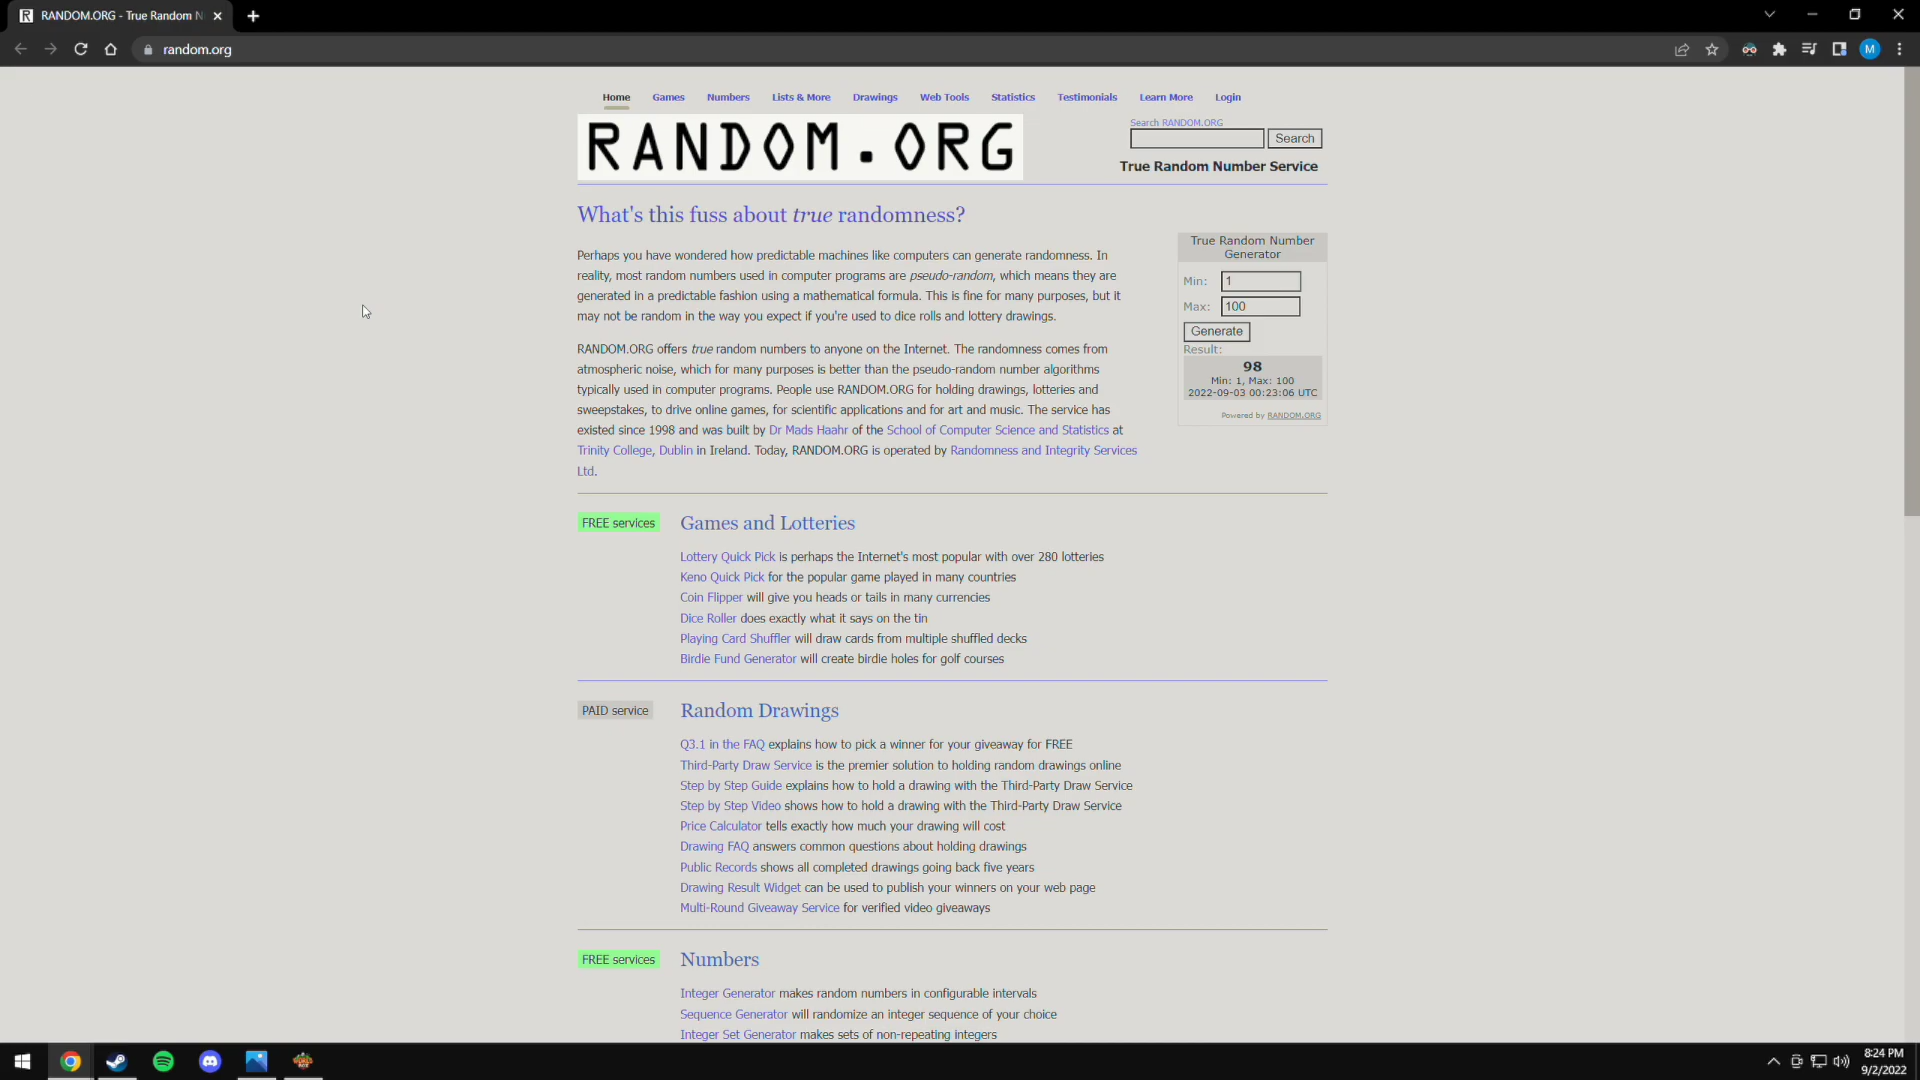 RANDOM.ORG - True Random N
random.org
M
Home Games Numbers Lists & More Drawings Web Tools Statistics Testimonials Learn More Login
RANDOM.ORG
Search RANDOM.ORG
Search
True Random Number Service
What's this fuss about true randomness?
Perhaps you have wondered how predictable machines like computers can generate randomness. In
reality, most random numbers used in computer programs are pseudo-random, which means they are
generated in a predictable fashion using a mathematical formula. This is fine for many purposes, but it
may not be random in the way you expect if you're used to dice rolls and lottery drawings.
RANDOM.ORG offers true random numbers to anyone on the Internet. The randomness comes from
atmospheric noise, which for many purposes is better than the pseudo-random number algorithms
typically used in computer programs. People use RANDOM.ORG for holding drawings, lotteries and
sweepstakes, to drive online games, for scientific applications and for art and music. The service has
existed since 1998 and was built by Dr Mads Haahr of the School of Computer Science and Statistics at
Trinity College, Dublin in Ireland. Today, RANDOM.ORG is operated by Randomness and Integrity Services
Ltd.
True Random Number
Generator
Min: 1
Max: 100
Generate
Result:
98
Min: 1, Max: 100
2022-09-03 00:23:06 UTC
Powered by RANDOM.ORG
FREE services
Games and Lotteries
Lottery Quick Pick is perhaps the Internet's most popular with over 280 lotteries
Keno Quick Pick for the popular game played in many countries
Coin Flipper will give you heads or tails in many currencies
Dice Roller does exactly what it says on the tin
Playing Card Shuffler will draw cards from multiple shuffled decks
Birdie Fund Generator will create birdie holes for golf courses
PAID service
Random Drawings
Q3.1 in the FAQ explains how to pick a winner for your giveaway for FREE
Third-Party Draw Service is the premier solution to holding random drawings online
Step by Step Guide explains how to hold a drawing with the Third-Party Draw Service
Step by Step Video shows how to hold a drawing with the Third-Party Draw Service
Price Calculator tells exactly how much your drawing will cost
Drawing FAQ answers common questions about holding drawings
Public Records shows all completed drawings going back five years
Drawing Result Widget can be used to publish your winners on your web page
Multi-Round Giveaway Service for verified video giveaways
FREE services
Numbers
Integer Generator makes random numbers in configurable intervals
Sequence Generator will randomize an integer sequence of your choice
Integer Set Generator makes sets of non-repeating integers
8:24 PM
9/2/2022